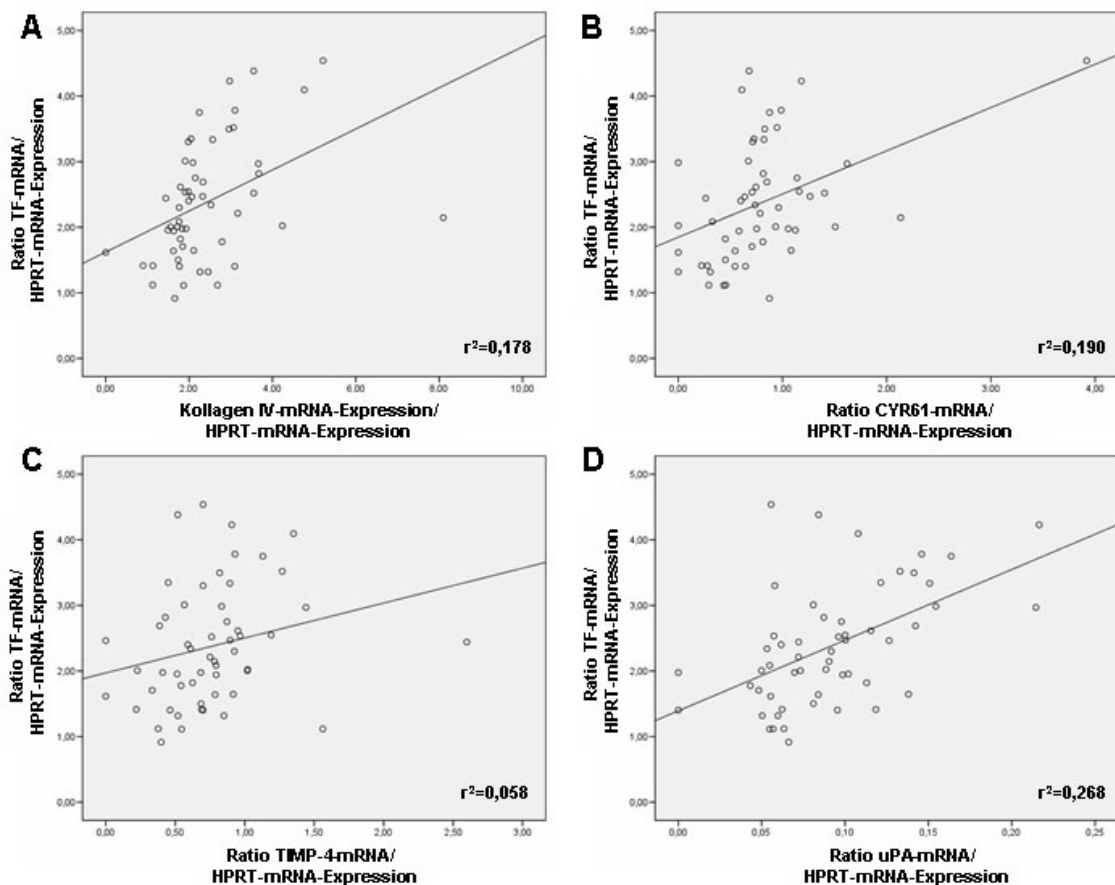 A
Ratio TF-mRNA/
HPRT-mRNA-Expression
5,00
4,00
3,00
2,00
1,00
0,00
r²=0,178
0,00
2,00
4,00
6,00
8,00
10,00
Kollagen IV-mRNA-Expression/
HPRT-mRNA-Expression
B
Ratio TF-mRNA/
HPRT-mRNA-Expression
5,00
4,00
3,00
2,00
1,00
0,00
r²=0,190
0,00
1,00
3,00
4,00
Ratio CYR61-mRNA/
HPRT-mRNA-Expression
C
Ratio TF-mRNA/
HPRT-mRNA-Expression
5,00
4,00
3,00
2,00
1,00
0,00
r²=0,058
0,00
0,50
1,00
1,50
2,00
2,50
3,00
Ratio TIMP-4-mRNA/
HPRT-mRNA-Expression
D
Ratio TF-mRNA/
HPRT-mRNA-Expression
5,00
4,00
3,00
2,00
1,00
0,00
r²=0,268
0,00
0,05
0,10
0,15
0,20
0,25
Ratio uPA-mRNA/
HPRT-mRNA-Expression